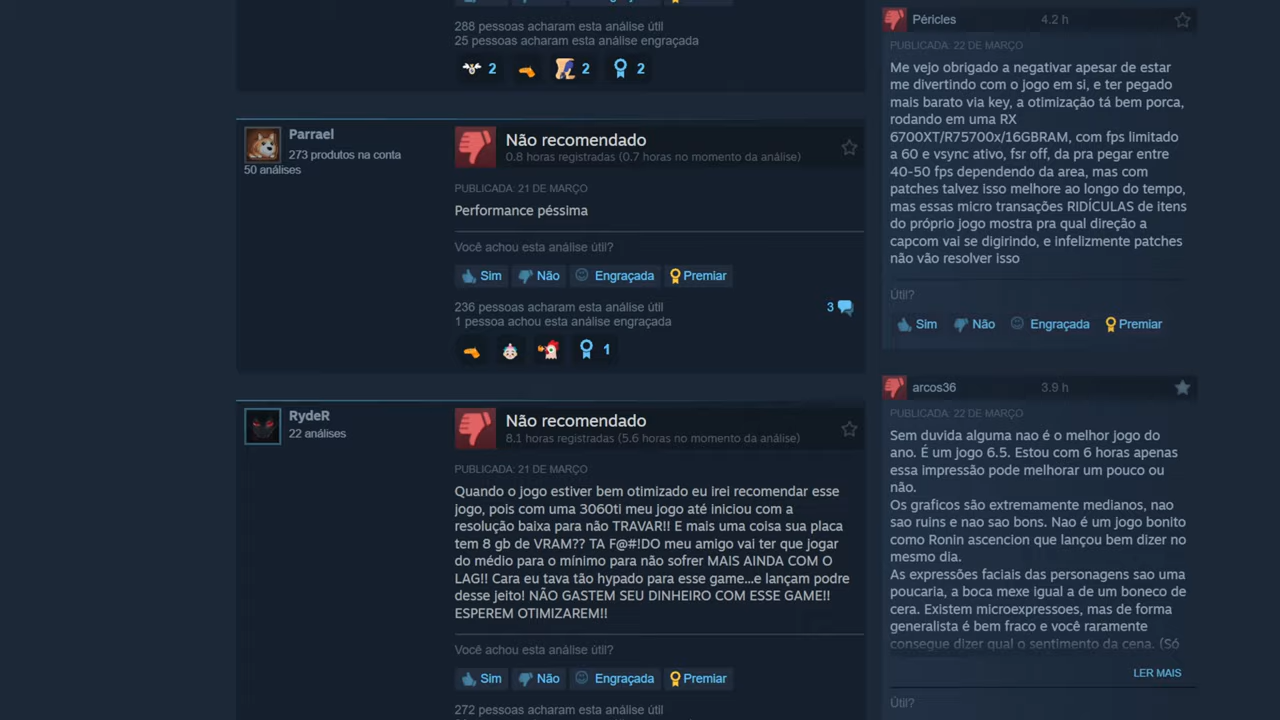 288 pessoas acharam esta análise útil
25 pessoas acharam esta análise engraçada
2
2
2
Parrael
273 produtos na conta
50 análises
Não recomendado
0.8 horas registradas (0.7 horas no momento da análise)
PUBLICADA: 21 DE MARÇO
Performance péssima
Você achou esta análise útil?
Sim
Não
Engraçada
Premiar
236 pessoas acharam esta análise útil
1 pessoa achou esta análise engraçada
3
1
RydeR
22 análises
Não recomendado
8.1 horas registradas (5.6 horas no momento da análise)
PUBLICADA: 21 DE MARÇO
Quando o jogo estiver bem otimizado eu irei recomendar esse
jogo, pois com uma 3060ti meu jogo até iniciou com a
resolução baixa para não TRAVAR!! E mais uma coisa sua placa
tem 8 gb de VRAM?? TA F@#!DO meu amigo vai ter que jogar
do médio para o mínimo para não sofrer MAIS AINDA COM O
LAG!! Cara eu tava tão hypado para esse game...e lançam podre
desse jeito! NÃO GASTEM SEU DINHEIRO COM ESSE GAME!!
ESPEREM OTIMIZAREM!!
Você achou esta análise útil?
Sim
Não
Engraçada
Premiar
272 pessoas acharam esta análise útil
Péricles
4.2 h
PUBLICADA: 22 DE MARÇO
Me vejo obrigado a negativar apesar de estar
me divertindo com o jogo em si, e ter pegado
mais barato via key, a otimização tá bem porca,
rodando em uma RX
6700XT/R75700x/16GBRAM, com fps limitado
a 60 e vsync ativo, fsr off, da pra pegar entre
40-50 fps dependendo da area, mas com
patches talvez isso melhore ao longo do tempo,
mas essas micro transações RIDÍCULAS de itens
do próprio jogo mostra pra qual direção a
capcom vai se digirindo, e infelizmente patches
não vão resolver isso
Útil?
Sim
Não
Engraçada
Premiar
arcos36
3.9 h
PUBLICADA: 22 DE MARÇO
Sem duvida alguma nao é o melhor jogo do
ano. É um jogo 6.5. Estou com 6 horas apenas
essa impressão pode melhorar um pouco ou
não.
Os graficos são extremamente medianos, nao
sao ruins e nao sao bons. Nao é um jogo bonito
como Ronin ascencion que lançou bem dizer no
mesmo dia.
As expressões faciais das personagens sao uma
poucaria, a boca mexe igual a de um boneco de
cera. Existem microexpressoes, mas de forma
generalista é bem fraco e você raramente
consegue dizer qual o sentimento da cena. (Só
LER MAIS
Útil?